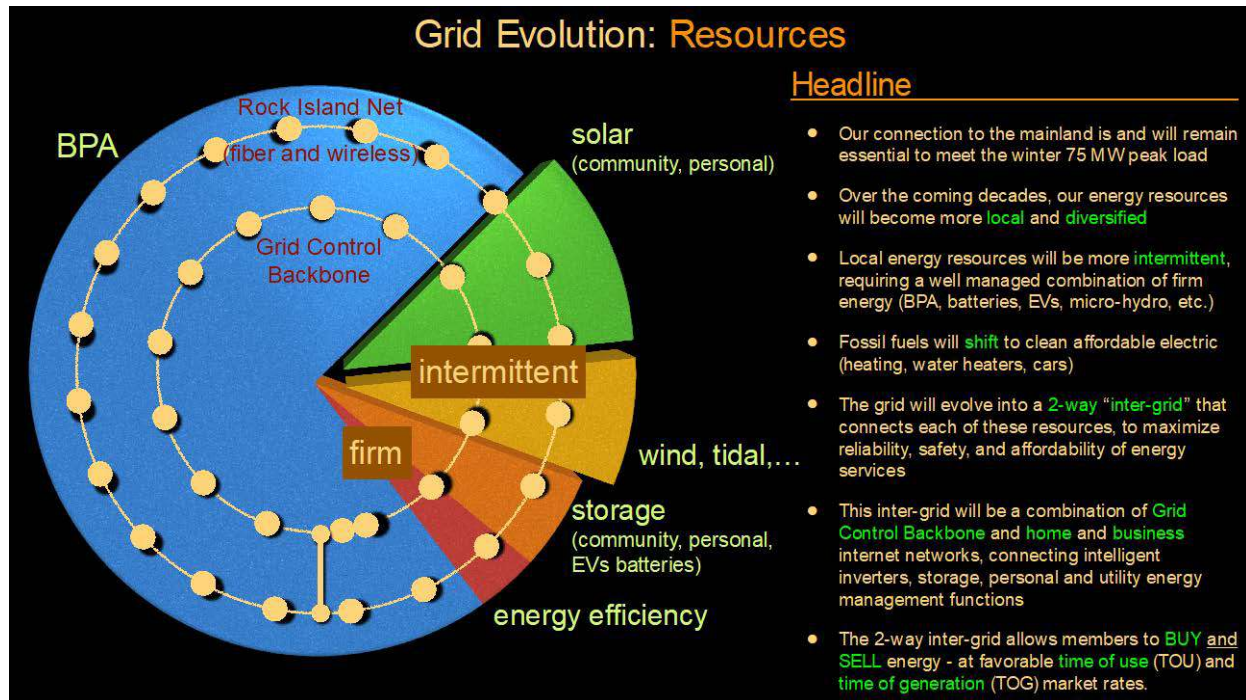 Grid Evolution: Resources
Rock Island Net
(fiber and wireless)
BPA
Grid Control
Backbone
solar
(community, personal)
intermittent
firm
wind, tidal,...
storage
(community, personal,
EVs batteries)
energy efficiency
Headline
● Our connection to the mainland is and will remain
essential to meet the winter 75 MW peak load
● Over the coming decades, our energy resources
will become more local and diversified
● Local energy resources will be more intermittent,
requiring a well managed combination of firm
energy (BPA, batteries, EVs, micro-hydro, etc.)
● Fossil fuels will shift to clean affordable electric
(heating, water heaters, cars)
● The grid will evolve into a 2-way “inter-grid” that
connects each of these resources, to maximize
reliability, safety, and affordability of energy
services
● This inter-grid will be a combination of Grid
Control Backbone and home and business
internet networks, connecting intelligent
inverters, storage, personal and utility energy
management functions
● The 2-way inter-grid allows members to BUY and
SELL energy - at favorable time of use (TOU) and
time of generation (TOG) market rates.